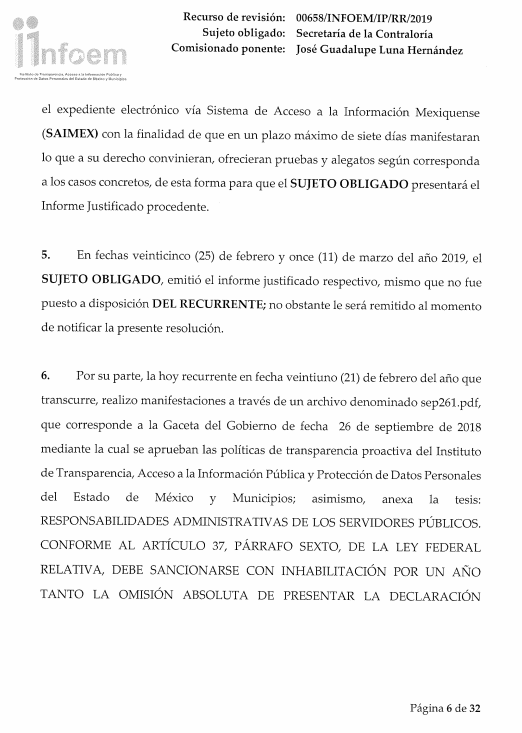 Recurso de revisión: 00658/INFOEM/IP/RR/2019
Sujeto obligado: Secretaría de la Contraloría
Comisionado ponente: José Guadalupe Luna Hernández
infoem
Instituto de Transparencia, Acceso a la Información Pública y
Protección de Datos Personales del Estado de México y Municipios
el expediente electrónico vía Sistema de Acceso a la Información Mexiquense
(SAIMEX) con la finalidad de que en un plazo máximo de siete días manifestaran
lo que a su derecho convinieran, ofrecieran pruebas y alegatos según corresponda
a los casos concretos, de esta forma para que el SUJETO OBLIGADO presentará el
Informe Justificado procedente.
5. En fechas veinticinco (25) de febrero y once (11) de marzo del año 2019, el
SUJETO OBLIGADO, emitió el informe justificado respectivo, mismo que no fue
puesto a disposición DEL RECURRENTE; no obstante le será remitido al momento
de notificar la presente resolución.
6. Por su parte, la hoy recurrente en fecha veintiuno (21) de febrero del año que
transcurre, realizo manifestaciones a través de un archivo denominado sep261.pdf,
que corresponde a la Gaceta del Gobierno de fecha 26 de septiembre de 2018
mediante la cual se aprueban las políticas de transparencia proactiva del Instituto
de Transparencia, Acceso a la Información Pública y Protección de Datos Personales
del Estado de México y Municipios; asimismo, anexa la tesis:
RESPONSABILIDADES ADMINISTRATIVAS DE LOS SERVIDORES PÚBLICOS.
CONFORME AL ARTÍCULO 37, PÁRRAFO SEXTO, DE LA LEY FEDERAL
RELATIVA, DEBE SANCIONARSE CON INHABILITACIÓN POR UN AÑO
TANTO LA OMISIÓN ABSOLUTA DE PRESENTAR LA DECLARACIÓN
Página 6 de 32